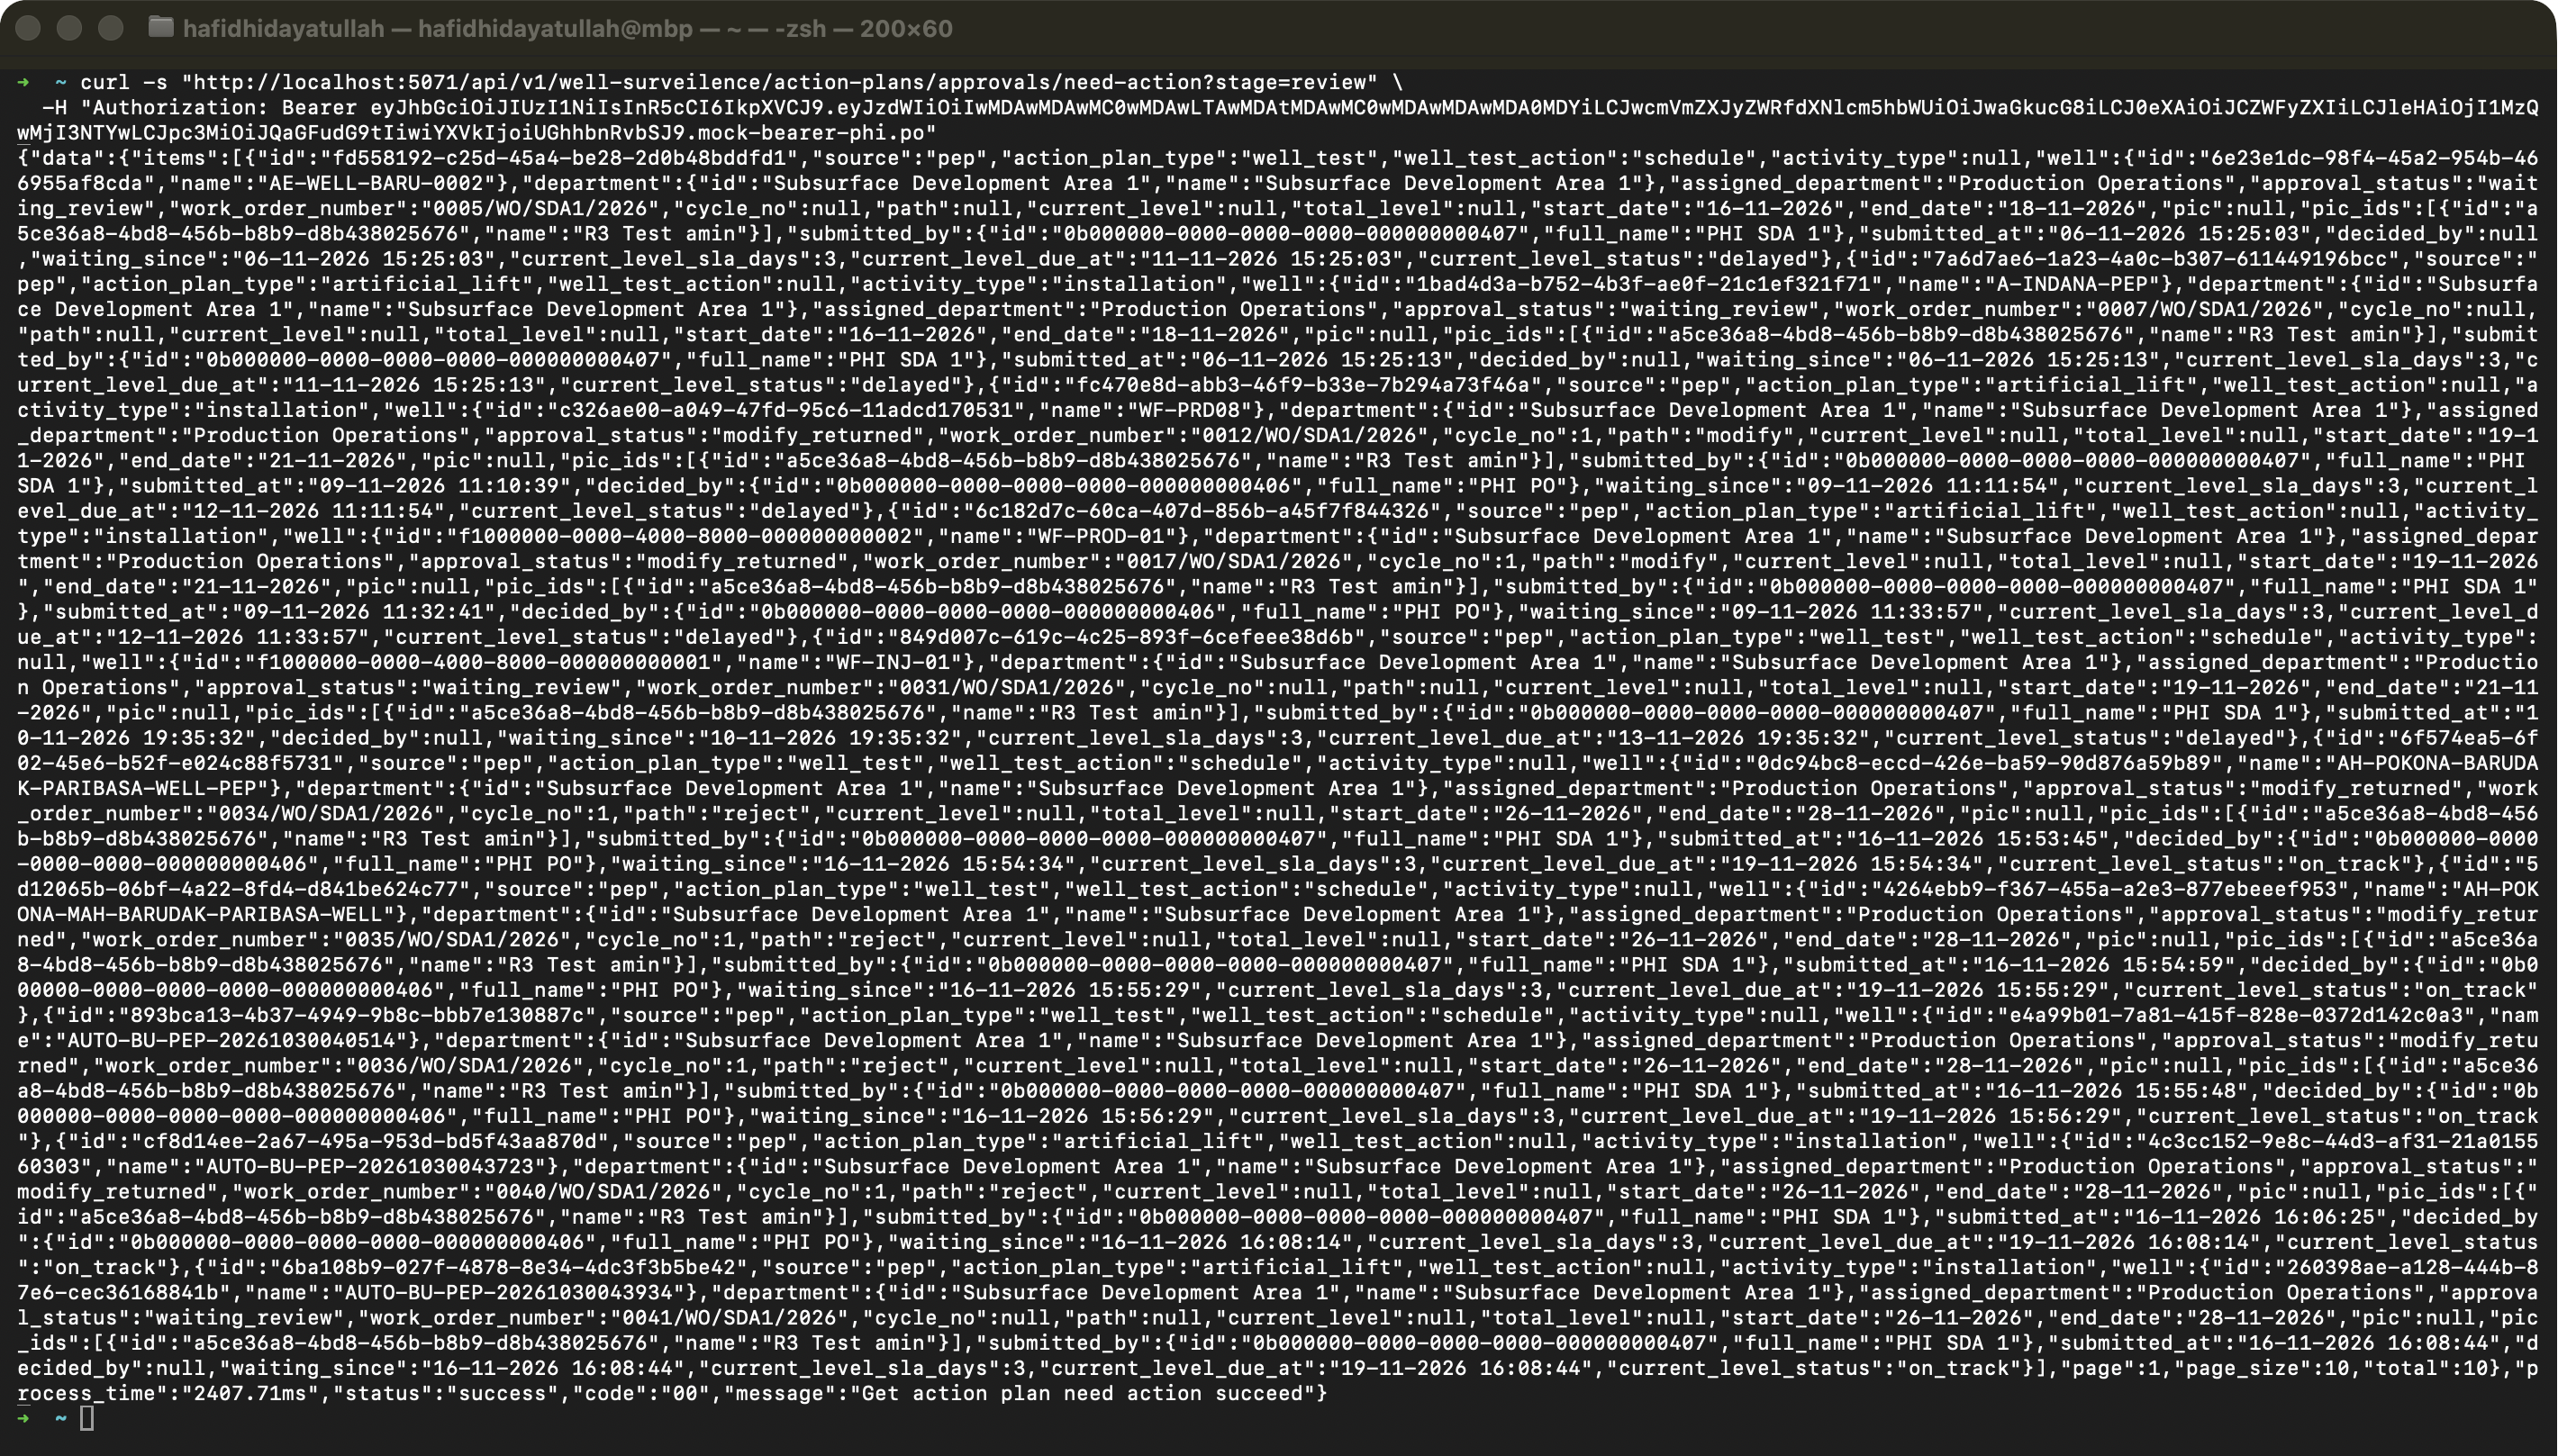 hafidhidayatullah — hafidhidayatullah@mbp — ~ — -zsh — 200×60
➜  ~ curl -s "http://localhost:5071/api/v1/well-surveilence/action-plans/approvals/need-action?stage=review" \
  -H "Authorization: Bearer eyJhbGciOiJIUzI1NiIsInR5cCI6IkpXVCJ9.eyJzdWIiOiIwMDAwMDAwMC0wMDAwLTAwMDAtMDAwMC0wMDAwMDAwMDA0MDYiLCJwcmVmZXJyZWRfdXNlcm5hbWUiOiJwaGkucG8iLCJ0eXAiOiJCZWFyZXIiLCJleHAiOjI1MzQ
wMjI3NTYwLCJpc3MiOiJQaGFudG9tIiwiYXVkIjoiUGhhbnRvbSJ9.mock-bearer-phi.po"
{"data":{"items":[{"id":"fd558192-c25d-45a4-be28-2d0b48bddfd1","source":"pep","action_plan_type":"well_test","well_test_action":"schedule","activity_type":null,"well":{"id":"6e23e1dc-98f4-45a2-954b-46
6955af8cda","name":"AE-WELL-BARU-0002"},"department":{"id":"Subsurface Development Area 1","name":"Subsurface Development Area 1"},"assigned_department":"Production Operations","approval_status":"wait
ing_review","work_order_number":"0005/WO/SDA1/2026","cycle_no":null,"path":null,"current_level":null,"total_level":null,"start_date":"16-11-2026","end_date":"18-11-2026","pic":null,"pic_ids":[{"id":"a
5ce36a8-4bd8-456b-b8b9-d8b438025676","name":"R3 Test amin"}],"submitted_by":{"id":"0b000000-0000-0000-0000-000000000407","full_name":"PHI SDA 1"},"submitted_at":"06-11-2026 15:25:03","decided_by":null
,"waiting_since":"06-11-2026 15:25:03","current_level_sla_days":3,"current_level_due_at":"11-11-2026 15:25:03","current_level_status":"delayed"},{"id":"7a6d7ae6-1a23-4a0c-b307-611449196bcc","source":"
pep","action_plan_type":"artificial_lift","well_test_action":null,"activity_type":"installation","well":{"id":"1bad4d3a-b752-4b3f-ae0f-21c1ef321f71","name":"A-INDANA-PEP"},"department":{"id":"Subsurfa
ce Development Area 1","name":"Subsurface Development Area 1"},"assigned_department":"Production Operations","approval_status":"waiting_review","work_order_number":"0007/WO/SDA1/2026","cycle_no":null,
"path":null,"current_level":null,"total_level":null,"start_date":"16-11-2026","end_date":"18-11-2026","pic":null,"pic_ids":[{"id":"a5ce36a8-4bd8-456b-b8b9-d8b438025676","name":"R3 Test amin"}],"submit
ted_by":{"id":"0b000000-0000-0000-0000-000000000407","full_name":"PHI SDA 1"},"submitted_at":"06-11-2026 15:25:13","decided_by":null,"waiting_since":"06-11-2026 15:25:13","current_level_sla_days":3,"c
urrent_level_due_at":"11-11-2026 15:25:13","current_level_status":"delayed"},{"id":"fc470e8d-abb3-46f9-b33e-7b294a73f46a","source":"pep","action_plan_type":"artificial_lift","well_test_action":null,"a
ctivity_type":"installation","well":{"id":"c326ae00-a049-47fd-95c6-11adcd170531","name":"WF-PRD08"},"department":{"id":"Subsurface Development Area 1","name":"Subsurface Development Area 1"},"assigned
_department":"Production Operations","approval_status":"modify_returned","work_order_number":"0012/WO/SDA1/2026","cycle_no":1,"path":"modify","current_level":null,"total_level":null,"start_date":"19-1
1-2026","end_date":"21-11-2026","pic":null,"pic_ids":[{"id":"a5ce36a8-4bd8-456b-b8b9-d8b438025676","name":"R3 Test amin"}],"submitted_by":{"id":"0b000000-0000-0000-0000-000000000407","full_name":"PHI
SDA 1"},"submitted_at":"09-11-2026 11:10:39","decided_by":{"id":"0b000000-0000-0000-0000-000000000406","full_name":"PHI PO"},"waiting_since":"09-11-2026 11:11:54","current_level_sla_days":3,"current_l
evel_due_at":"12-11-2026 11:11:54","current_level_status":"delayed"},{"id":"6c182d7c-60ca-407d-856b-a45f7f844326","source":"pep","action_plan_type":"artificial_lift","well_test_action":null,"activity_
type":"installation","well":{"id":"f1000000-0000-4000-8000-000000000002","name":"WF-PROD-01"},"department":{"id":"Subsurface Development Area 1","name":"Subsurface Development Area 1"},"assigned_depar
tment":"Production Operations","approval_status":"modify_returned","work_order_number":"0017/WO/SDA1/2026","cycle_no":1,"path":"modify","current_level":null,"total_level":null,"start_date":"19-11-2026
","end_date":"21-11-2026","pic":null,"pic_ids":[{"id":"a5ce36a8-4bd8-456b-b8b9-d8b438025676","name":"R3 Test amin"}],"submitted_by":{"id":"0b000000-0000-0000-0000-000000000407","full_name":"PHI SDA 1"
},"submitted_at":"09-11-2026 11:32:41","decided_by":{"id":"0b000000-0000-0000-0000-000000000406","full_name":"PHI PO"},"waiting_since":"09-11-2026 11:33:57","current_level_sla_days":3,"current_level_d
ue_at":"12-11-2026 11:33:57","current_level_status":"delayed"},{"id":"849d007c-619c-4c25-893f-6cefeee38d6b","source":"pep","action_plan_type":"well_test","well_test_action":"schedule","activity_type":
null,"well":{"id":"f1000000-0000-4000-8000-000000000001","name":"WF-INJ-01"},"department":{"id":"Subsurface Development Area 1","name":"Subsurface Development Area 1"},"assigned_department":"Productio
n Operations","approval_status":"waiting_review","work_order_number":"0031/WO/SDA1/2026","cycle_no":null,"path":null,"current_level":null,"total_level":null,"start_date":"19-11-2026","end_date":"21-11
-2026","pic":null,"pic_ids":[{"id":"a5ce36a8-4bd8-456b-b8b9-d8b438025676","name":"R3 Test amin"}],"submitted_by":{"id":"0b000000-0000-0000-0000-000000000407","full_name":"PHI SDA 1"},"submitted_at":"1
0-11-2026 19:35:32","decided_by":null,"waiting_since":"10-11-2026 19:35:32","current_level_sla_days":3,"current_level_due_at":"13-11-2026 19:35:32","current_level_status":"delayed"},{"id":"6f574ea5-6f
02-45e6-b52f-e024c88f5731","source":"pep","action_plan_type":"well_test","well_test_action":"schedule","activity_type":null,"well":{"id":"0dc94bc8-eccd-426e-ba59-90d876a59b89","name":"AH-POKONA-BARUDA
K-PARIBASA-WELL-PEP"},"department":{"id":"Subsurface Development Area 1","name":"Subsurface Development Area 1"},"assigned_department":"Production Operations","approval_status":"modify_returned","work
_order_number":"0034/WO/SDA1/2026","cycle_no":1,"path":"reject","current_level":null,"total_level":null,"start_date":"26-11-2026","end_date":"28-11-2026","pic":null,"pic_ids":[{"id":"a5ce36a8-4bd8-456
b-b8b9-d8b438025676","name":"R3 Test amin"}],"submitted_by":{"id":"0b000000-0000-0000-0000-000000000407","full_name":"PHI SDA 1"},"submitted_at":"16-11-2026 15:53:45","decided_by":{"id":"0b000000-0000
-0000-0000-000000000406","full_name":"PHI PO"},"waiting_since":"16-11-2026 15:54:34","current_level_sla_days":3,"current_level_due_at":"19-11-2026 15:54:34","current_level_status":"on_track"},{"id":"5
d12065b-06bf-4a22-8fd4-d841be624c77","source":"pep","action_plan_type":"well_test","well_test_action":"schedule","activity_type":null,"well":{"id":"4264ebb9-f367-455a-a2e3-877ebeeef953","name":"AH-POK
ONA-MAH-BARUDAK-PARIBASA-WELL"},"department":{"id":"Subsurface Development Area 1","name":"Subsurface Development Area 1"},"assigned_department":"Production Operations","approval_status":"modify_retur
ned","work_order_number":"0035/WO/SDA1/2026","cycle_no":1,"path":"reject","current_level":null,"total_level":null,"start_date":"26-11-2026","end_date":"28-11-2026","pic":null,"pic_ids":[{"id":"a5ce36a
8-4bd8-456b-b8b9-d8b438025676","name":"R3 Test amin"}],"submitted_by":{"id":"0b000000-0000-0000-0000-000000000407","full_name":"PHI SDA 1"},"submitted_at":"16-11-2026 15:54:59","decided_by":{"id":"0b0
00000-0000-0000-0000-000000000406","full_name":"PHI PO"},"waiting_since":"16-11-2026 15:55:29","current_level_sla_days":3,"current_level_due_at":"19-11-2026 15:55:29","current_level_status":"on_track"
},{"id":"893bca13-4b37-4949-9b8c-bbb7e130887c","source":"pep","action_plan_type":"well_test","well_test_action":"schedule","activity_type":null,"well":{"id":"e4a99b01-7a81-415f-828e-0372d142c0a3","nam
e":"AUTO-BU-PEP-20261030040514"},"department":{"id":"Subsurface Development Area 1","name":"Subsurface Development Area 1"},"assigned_department":"Production Operations","approval_status":"modify_retu
rned","work_order_number":"0036/WO/SDA1/2026","cycle_no":1,"path":"reject","current_level":null,"total_level":null,"start_date":"26-11-2026","end_date":"28-11-2026","pic":null,"pic_ids":[{"id":"a5ce36
a8-4bd8-456b-b8b9-d8b438025676","name":"R3 Test amin"}],"submitted_by":{"id":"0b000000-0000-0000-0000-000000000407","full_name":"PHI SDA 1"},"submitted_at":"16-11-2026 15:55:48","decided_by":{"id":"0b
000000-0000-0000-0000-000000000406","full_name":"PHI PO"},"waiting_since":"16-11-2026 15:56:29","current_level_sla_days":3,"current_level_due_at":"19-11-2026 15:56:29","current_level_status":"on_track
"},{"id":"cf8d14ee-2a67-495a-953d-bd5f43aa870d","source":"pep","action_plan_type":"artificial_lift","well_test_action":null,"activity_type":"installation","well":{"id":"4c3cc152-9e8c-44d3-af31-21a0155
60303","name":"AUTO-BU-PEP-20261030043723"},"department":{"id":"Subsurface Development Area 1","name":"Subsurface Development Area 1"},"assigned_department":"Production Operations","approval_status":"
modify_returned","work_order_number":"0040/WO/SDA1/2026","cycle_no":1,"path":"reject","current_level":null,"total_level":null,"start_date":"26-11-2026","end_date":"28-11-2026","pic":null,"pic_ids":[{"
id":"a5ce36a8-4bd8-456b-b8b9-d8b438025676","name":"R3 Test amin"}],"submitted_by":{"id":"0b000000-0000-0000-0000-000000000407","full_name":"PHI SDA 1"},"submitted_at":"16-11-2026 16:06:25","decided_by
":{"id":"0b000000-0000-0000-0000-000000000406","full_name":"PHI PO"},"waiting_since":"16-11-2026 16:08:14","current_level_sla_days":3,"current_level_due_at":"19-11-2026 16:08:14","current_level_status
":"on_track"},{"id":"6ba108b9-027f-4878-8e34-4dc3f3b5be42","source":"pep","action_plan_type":"artificial_lift","well_test_action":null,"activity_type":"installation","well":{"id":"260398ae-a128-444b-8
7e6-cec36168841b","name":"AUTO-BU-PEP-20261030043934"},"department":{"id":"Subsurface Development Area 1","name":"Subsurface Development Area 1"},"assigned_department":"Production Operations","approva
l_status":"waiting_review","work_order_number":"0041/WO/SDA1/2026","cycle_no":null,"path":null,"current_level":null,"total_level":null,"start_date":"26-11-2026","end_date":"28-11-2026","pic":null,"pic
_ids":[{"id":"a5ce36a8-4bd8-456b-b8b9-d8b438025676","name":"R3 Test amin"}],"submitted_by":{"id":"0b000000-0000-0000-0000-000000000407","full_name":"PHI SDA 1"},"submitted_at":"16-11-2026 16:08:44","d
ecided_by":null,"waiting_since":"16-11-2026 16:08:44","current_level_sla_days":3,"current_level_due_at":"19-11-2026 16:08:44","current_level_status":"on_track"}],"page":1,"page_size":10,"total":10},"p
rocess_time":"2407.71ms","status":"success","code":"00","message":"Get action plan need action succeed"}
➜  ~